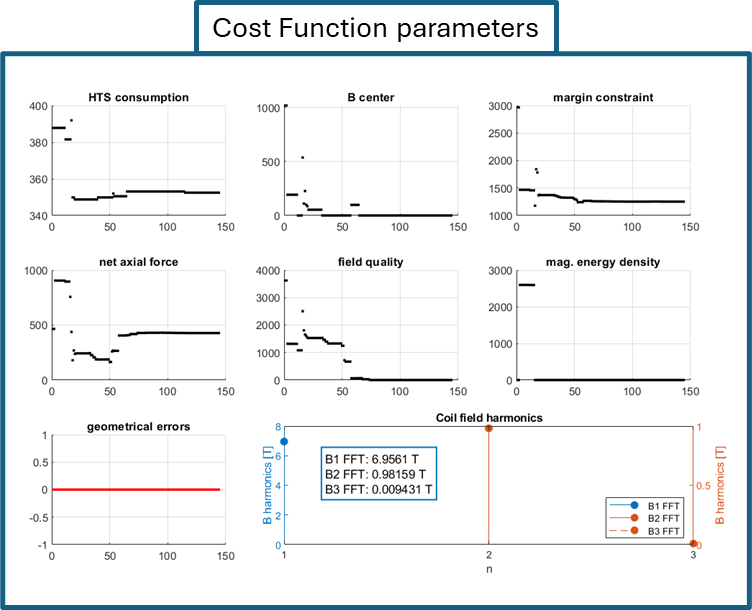 Cost Function parameters
HTS consumption
400
380
360
340
0 50 100 150
B center
1000
500
0
0 50 100 150
margin constraint
3000
2500
2000
1500
1000
0 50 100 150
net axial force
1000
500
0
0 50 100 150
field quality
4000
3000
2000
1000
0
0 50 100 150
mag. energy density
3000
2000
1000
0
0 50 100 150
geometrical errors
1
0.5
0
-0.5
-1
0 50 100 150
Coil field harmonics
B harmonics [T]
8
6
4
2
0
B1 FFT: 6.9561 T
B2 FFT: 0.98159 T
B3 FFT: 0.009431 T
B1 FFT
B2 FFT
B3 FFT
1
0.5
0
B harmonics [T]
1 2 3
n